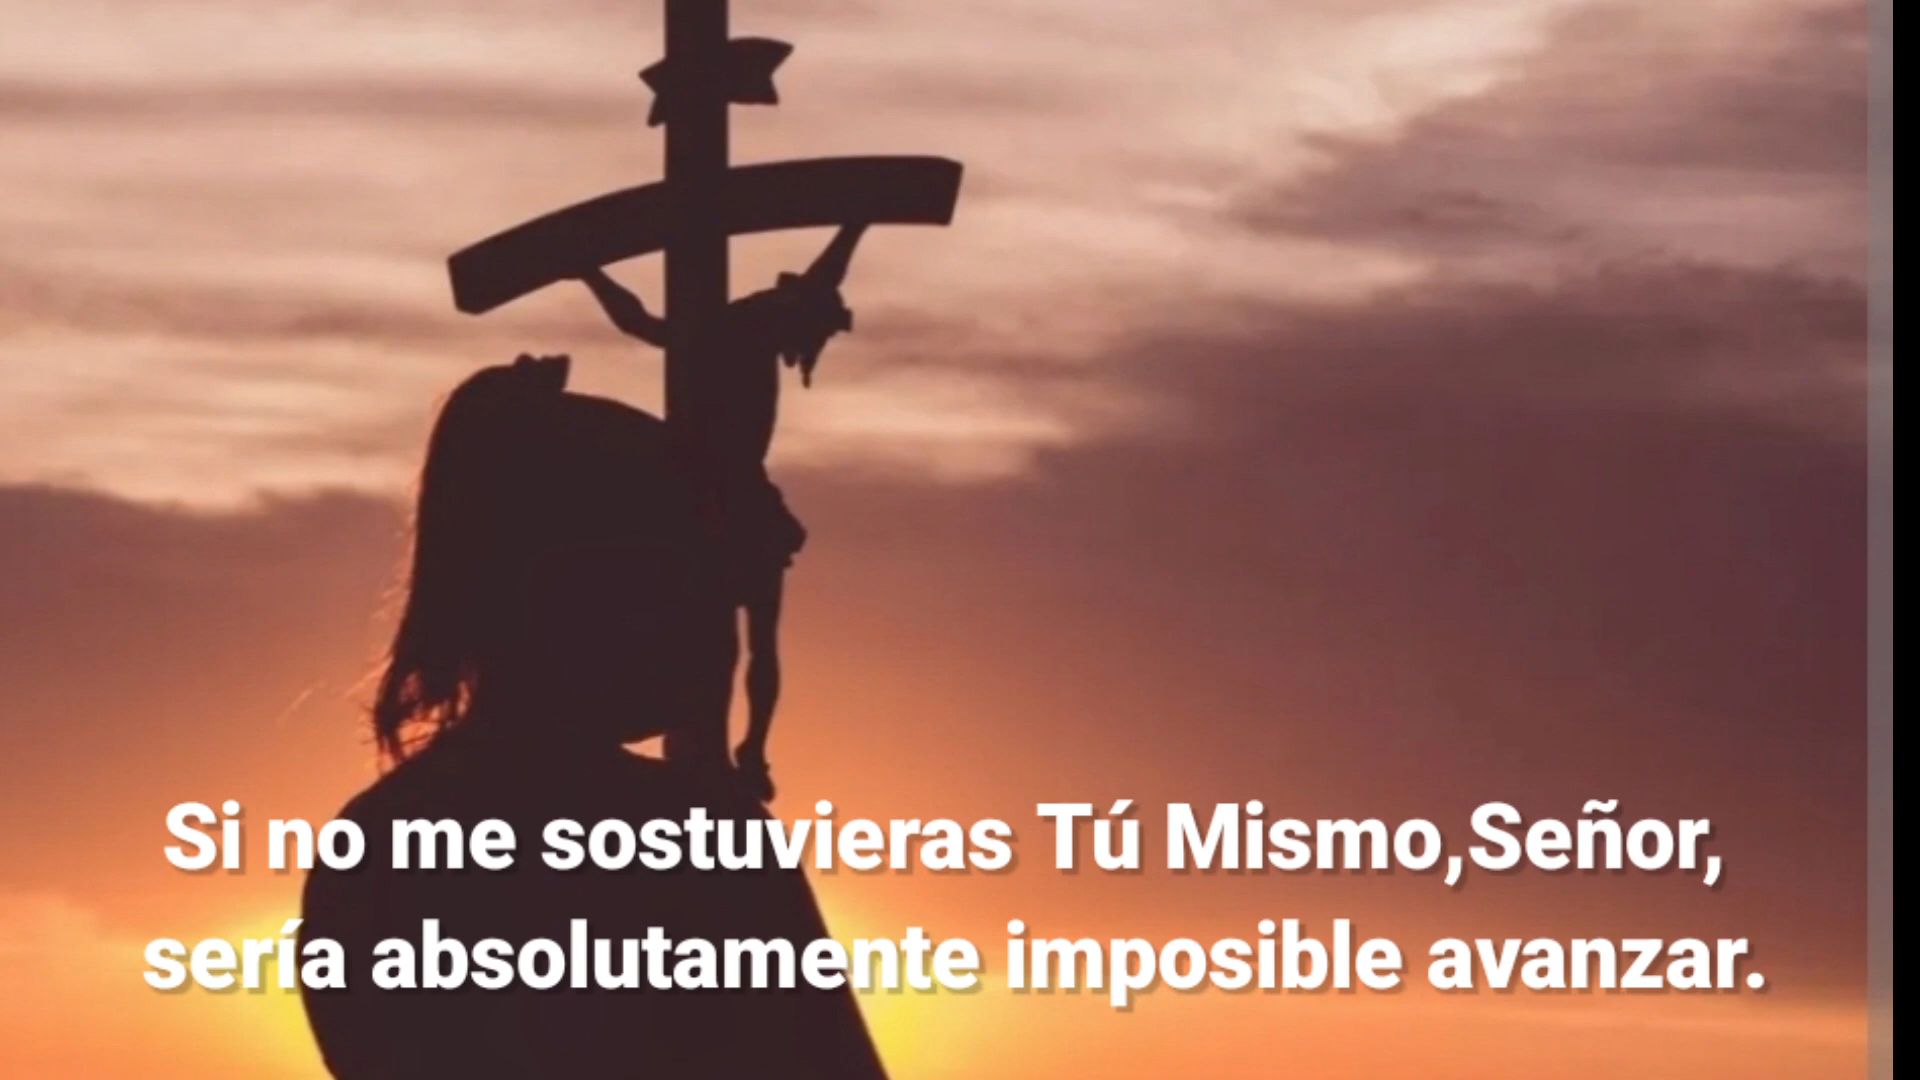 Si no me sostuvieras Tú Mismo,Señor,
sería absolutamente imposible avanzar.